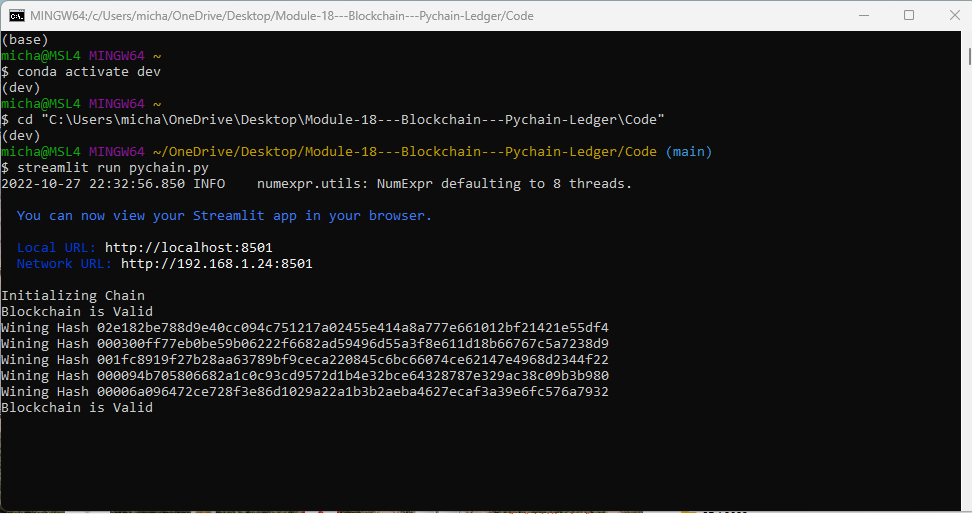 MINGW64:/c/Users/micha/OneDrive/Desktop/Module-18---Blockchain---Pychain-Ledger/Code
(base)
micha@MSL4 MINGW64 ~
$ conda activate dev
(dev)
micha@MSL4 MINGW64 ~
$ cd "C:\Users\micha\OneDrive\Desktop\Module-18---Blockchain---Pychain-Ledger\Code"
(dev)
micha@MSL4 MINGW64 ~/OneDrive/Desktop/Module-18---Blockchain---Pychain-Ledger/Code (main)
$ streamlit run pychain.py
2022-10-27 22:32:56.850 INFO    numexpr.utils: NumExpr defaulting to 8 threads.
You can now view your Streamlit app in your browser.
Local URL: http://localhost:8501
Network URL: http://192.168.1.24:8501
Initializing Chain
Blockchain is Valid
Wining Hash 02e182be788d9e40cc094c751217a02455e414a8a777e661012bf21421e55df4
Wining Hash 000300ff77eb0be59b06222f6682ad59496d55a3f8e611d18b66767c5a7238d9
Wining Hash 001fc8919f27b28aa63789bf9ceca220845c6bc66074ce62147e4968d2344f22
Wining Hash 000094b705806682a1c0c93cd9572d1b4e32bce64328787e329ac38c09b3b980
Wining Hash 00006a096472ce728f3e86d1029a22a1b3b2aeba4627ecaf3a39e6fc576a7932
Blockchain is Valid